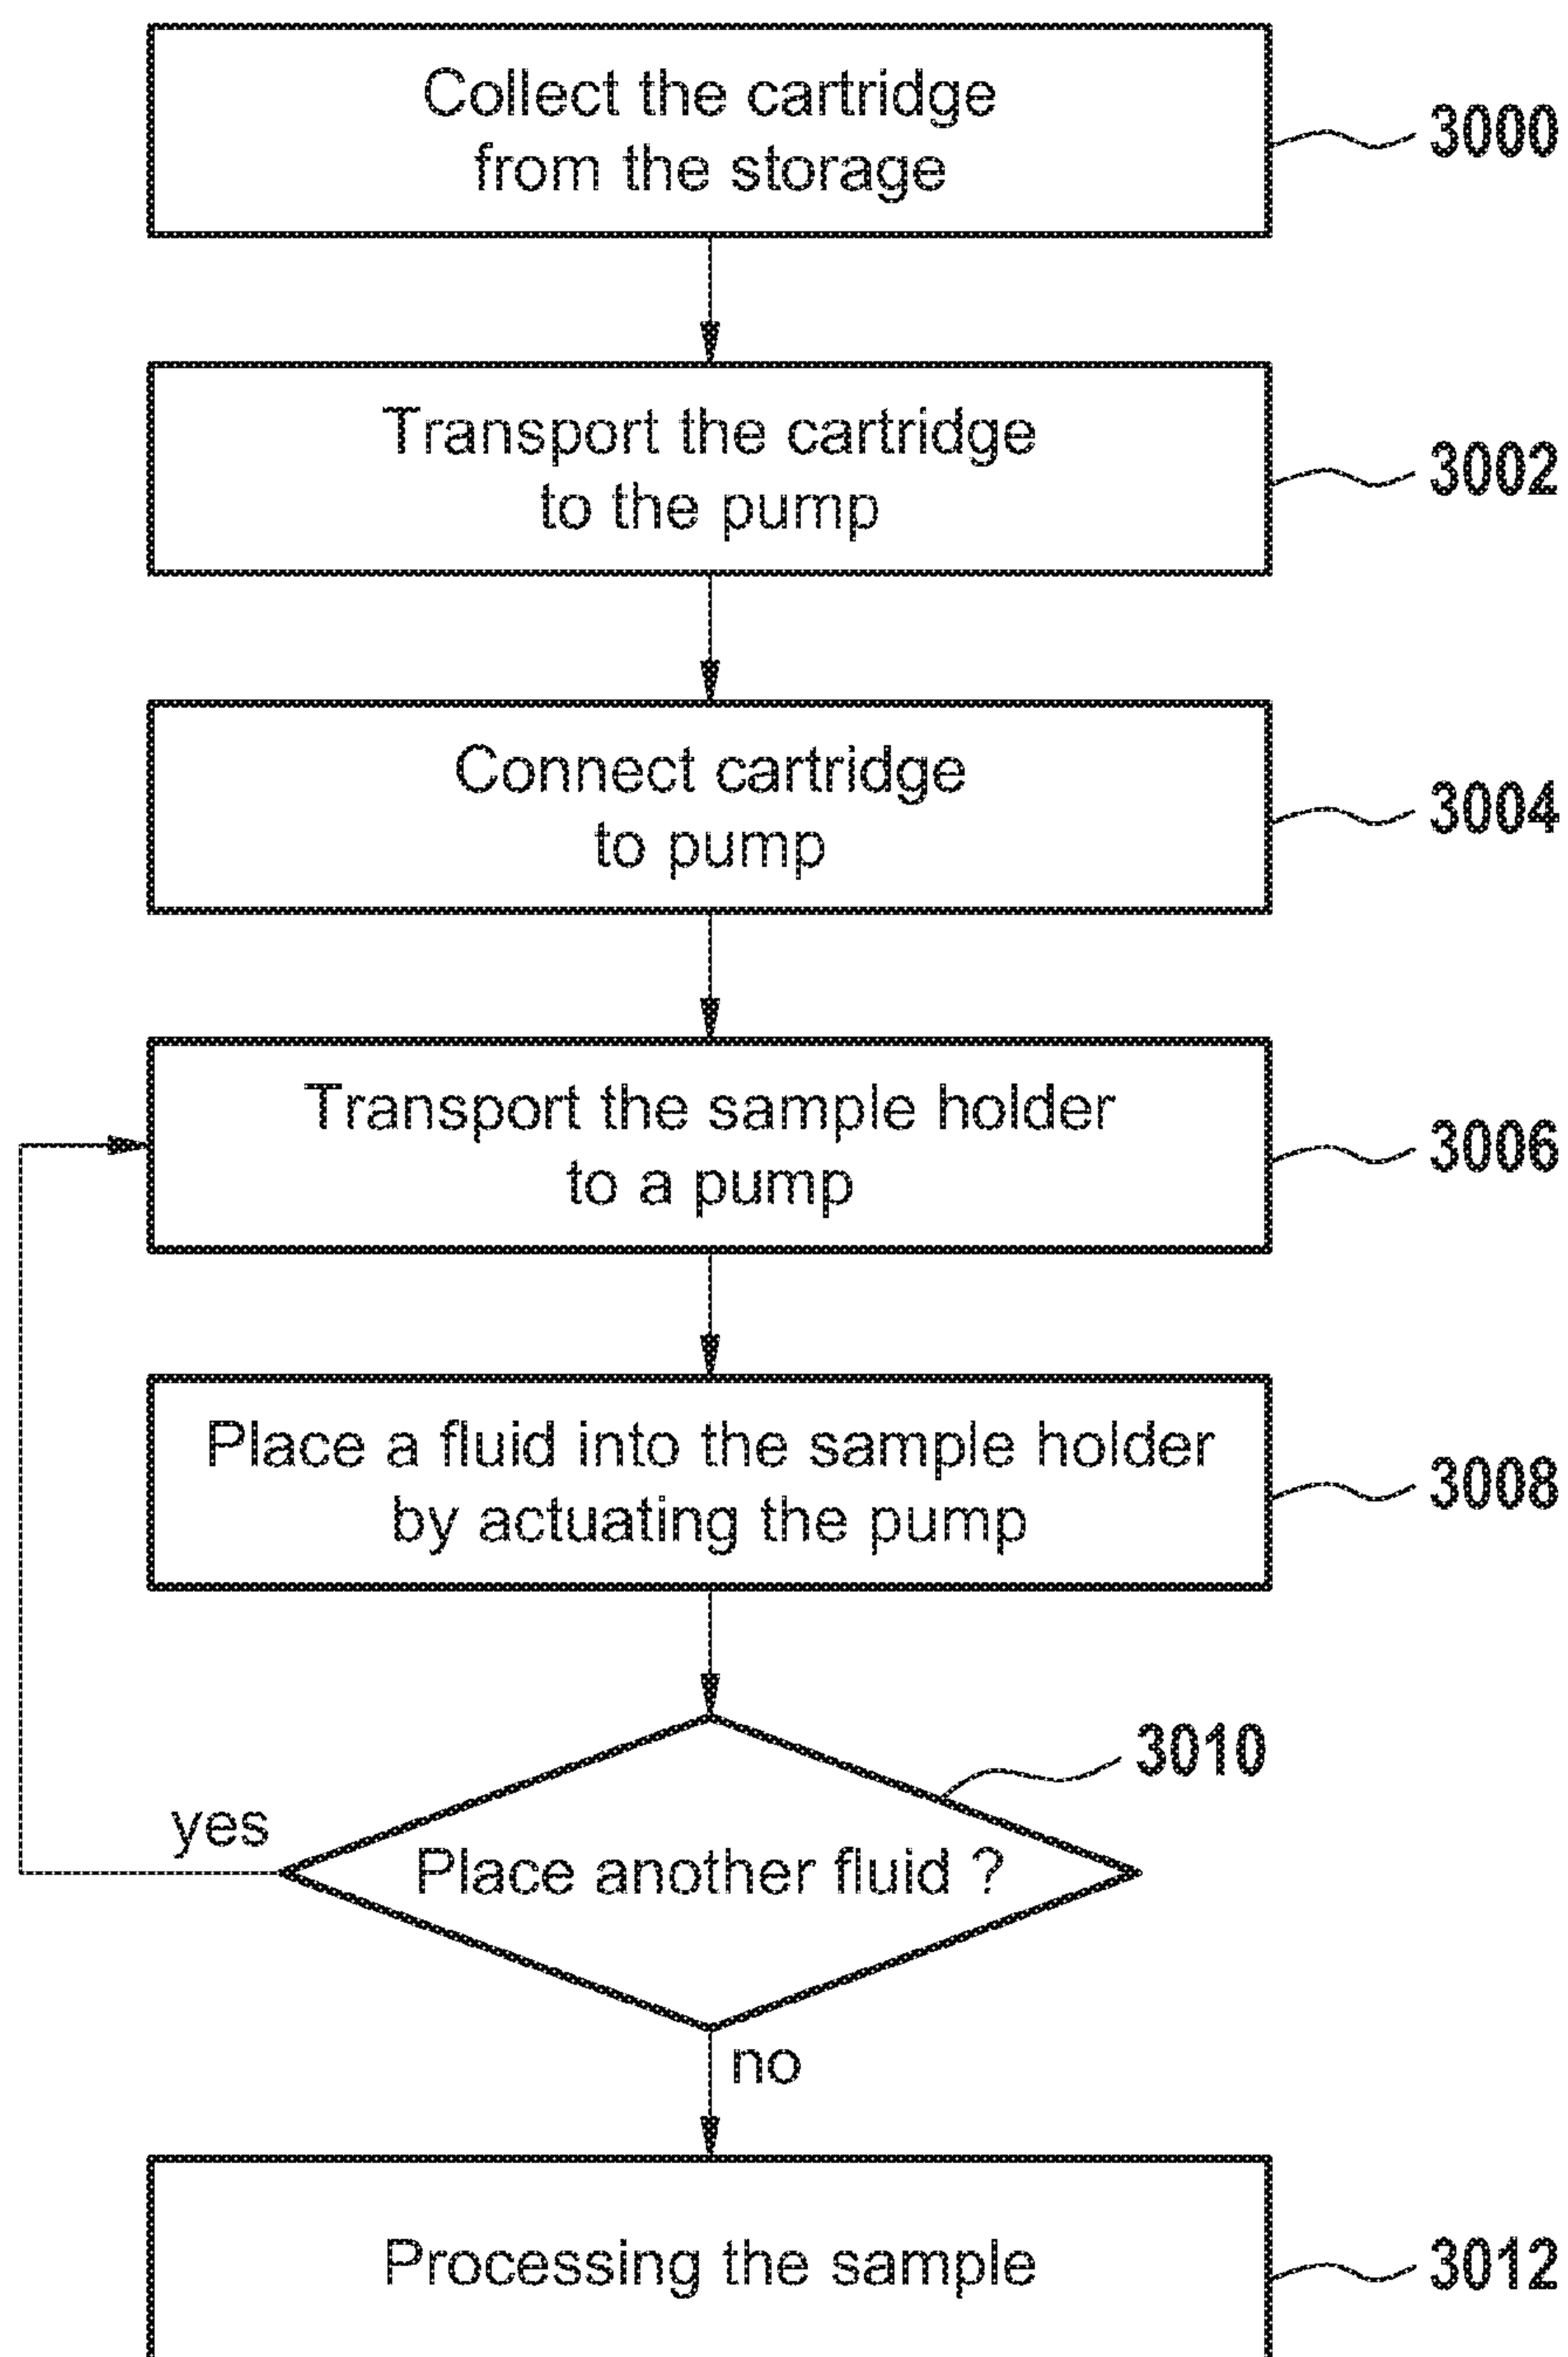 Collect the cartridge
from the storage
3000
Transport the cartridge
to the pump
3002
Connect cartridge
to pump
3004
Transport the sample holder
to a pump
3006
Place a fluid into the sample holder
by actuating the pump
3008
3010
yes
Place another fluid ?
no
Processing the sample
3012